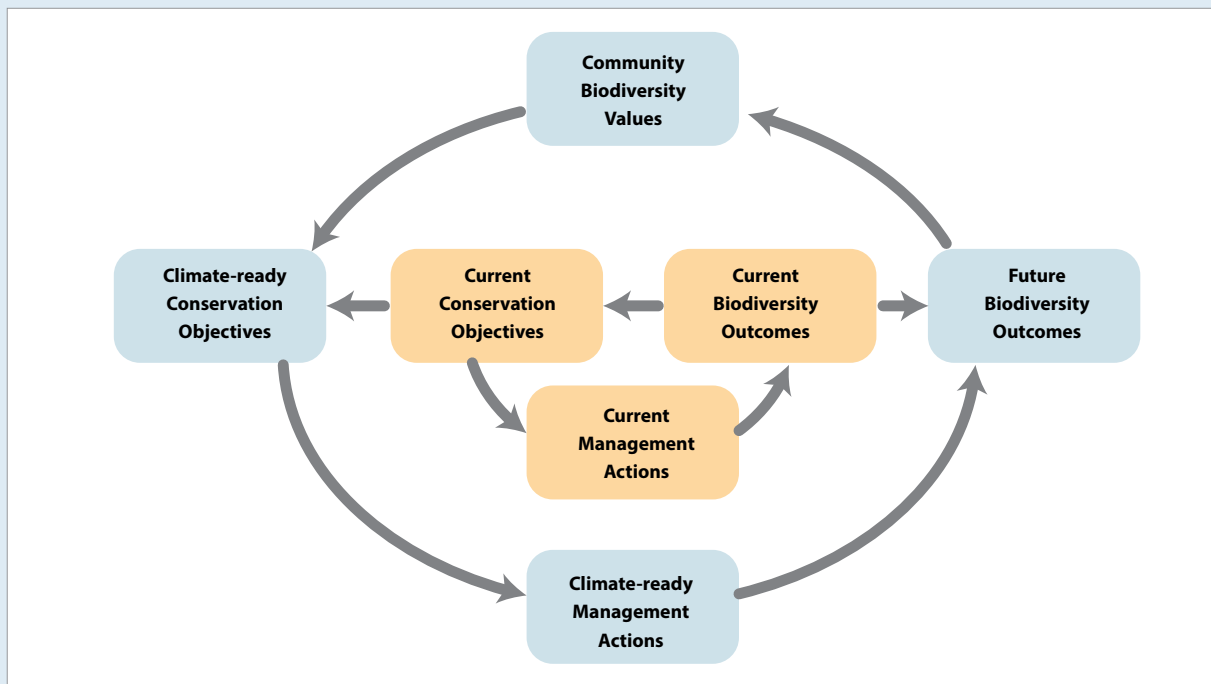 Community
Biodiversity
Values
Climate-ready
Conservation
Objectives
Current
Conservation
Objectives
Current
Biodiversity
Outcomes
Future
Biodiversity
Outcomes
Current
Management
Actions
Climate-ready
Management
Actions